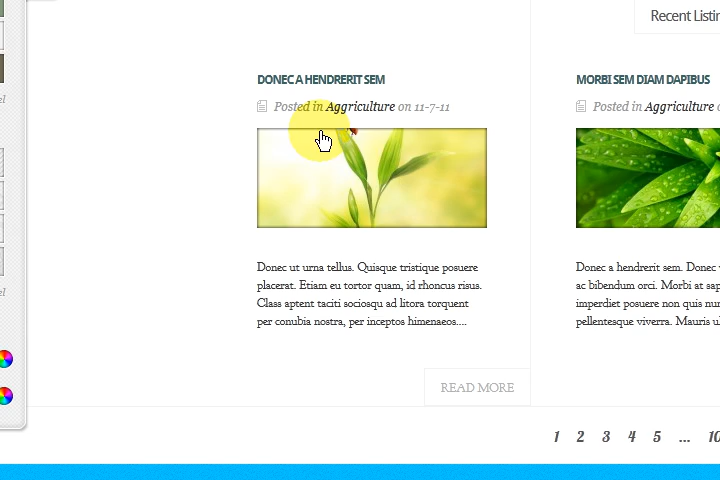 Recent Listin
DONEC A HENDRERIT SEM
Posted in Aggriculture on 11-7-11
Donec ut urna tellus. Quisque tristique posuere
placerat. Etiam eu tortor quam, id rhoncus risus.
Class aptent taciti sociosqu ad litora torquent
per conubia nostra, per inceptos himenaeos....
READ MORE
MORBI SEM DIAM DAPIBUS
Posted in Aggriculture o
Donec a hendrerit sem. Donec v
ac bibendum orci. Morbi at sap
imperdiet posuere non quis nun
pellentesque viverra. Mauris ul
el
el
1 2 3 4 5 ... 10